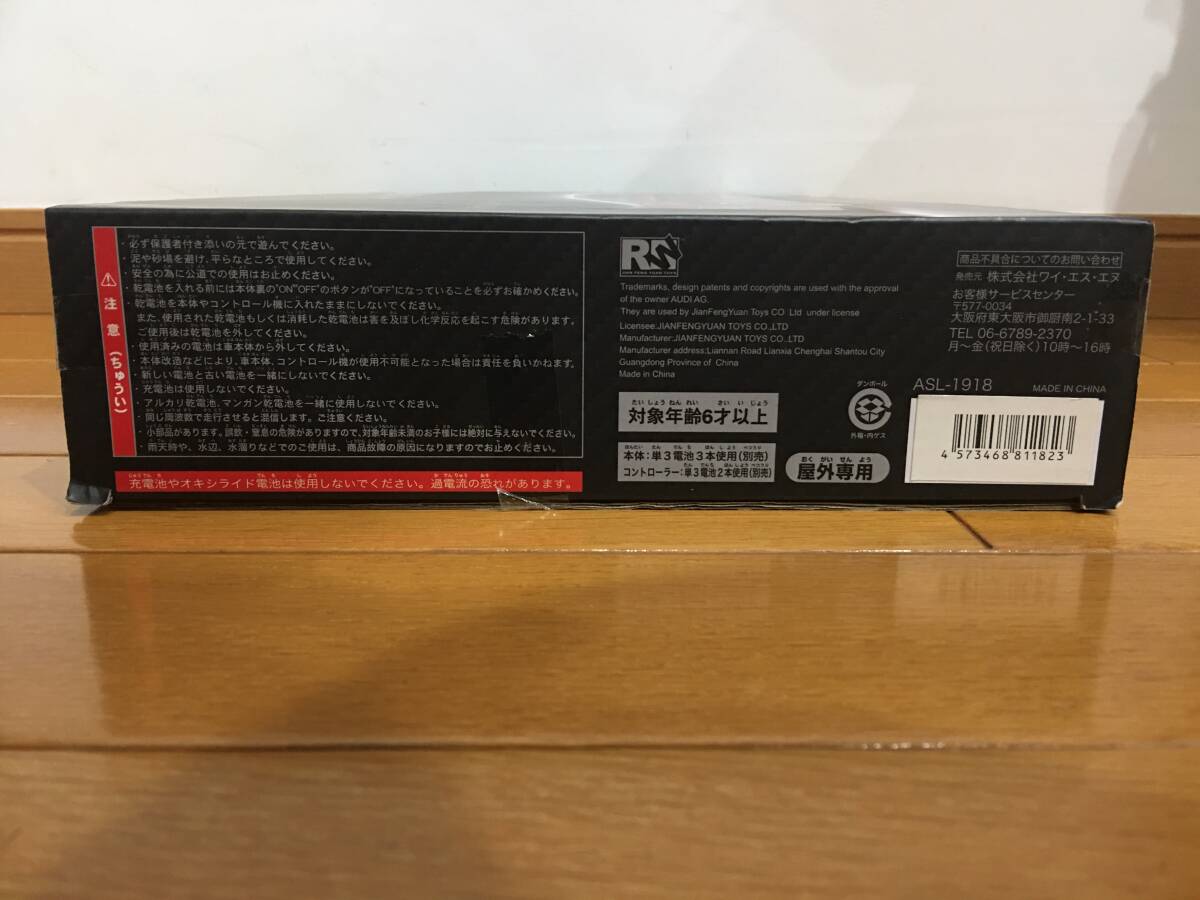 ⚠注意(ちゅうい)
・必ず保護者付き添いの元で遊んでください。
・泥や砂場を避け、平らなところで使用してください。
・安全の為に公道での使用はお止めください。
・乾電池を入れる前には本体裏の"ON""OFF"のボタンが"OFF"になっていることを必ずお確かめください。
・乾電池を本体やコントロール機に入れたままにしないでください。
また、使用された乾電池もしくは消耗した乾電池は害を及ぼし化学反応を起こす危険があります。
ご使用後は乾電池を外してください。
・使用済みの電池は車本体から外してください。
・本体改造などにより、車本体、コントロール機が使用不可能となった場合は責任を負いかねます。
・新しい電池と古い電池を一緒にしないでください。
・充電池は使用しないでください。
・アルカリ乾電池、マンガン乾電池を一緒に使用しないでください。
・同じ周波数で走行させると混信します。ご注意ください。
・小部品があります。誤飲・窒息の危険がありますので、対象年齢未満のお子様には絶対に与えないでください。
・雨天時や、水辺、水溜りなどでのご使用は、商品故障の原因になりますのでお止めください。
充電池やオキシライド電池は使用しないでください。過電流の恐れがあります。
RS
JIAN FENG YUAN TOYS
Trademarks, design patents and copyrights are used with the approval
of the owner AUDI AG.
They are used by JianFengYuan Toys CO Ltd under license
Licensee:JIANFENGYUAN TOYS CO.,LTD
Manufacturer:JIANFENGYUAN TOYS CO.,LTD
Manufacturer address:Liannan Road Lianxia Chenghai Shantou City
Guangdong Province of China
Made in China
たいしょうねんれい さいいじょう
対象年齢6才以上
本体:単3電池3本使用(別売)
コントローラー:単3電池2本使用(別売)
ダンボール
外箱・内ゲス
おくがいせんよう
屋外専用
商品不具合についてのお問い合わせ
発売元 株式会社ワイ・エス・エヌ
お客様サービスセンター
〒577-0034
大阪府東大阪市御厨南2-1-33
TEL 06-6789-2370
月〜金(祝日除く)10時〜16時
ASL-1918 MADE IN CHINA
4 573468 811823